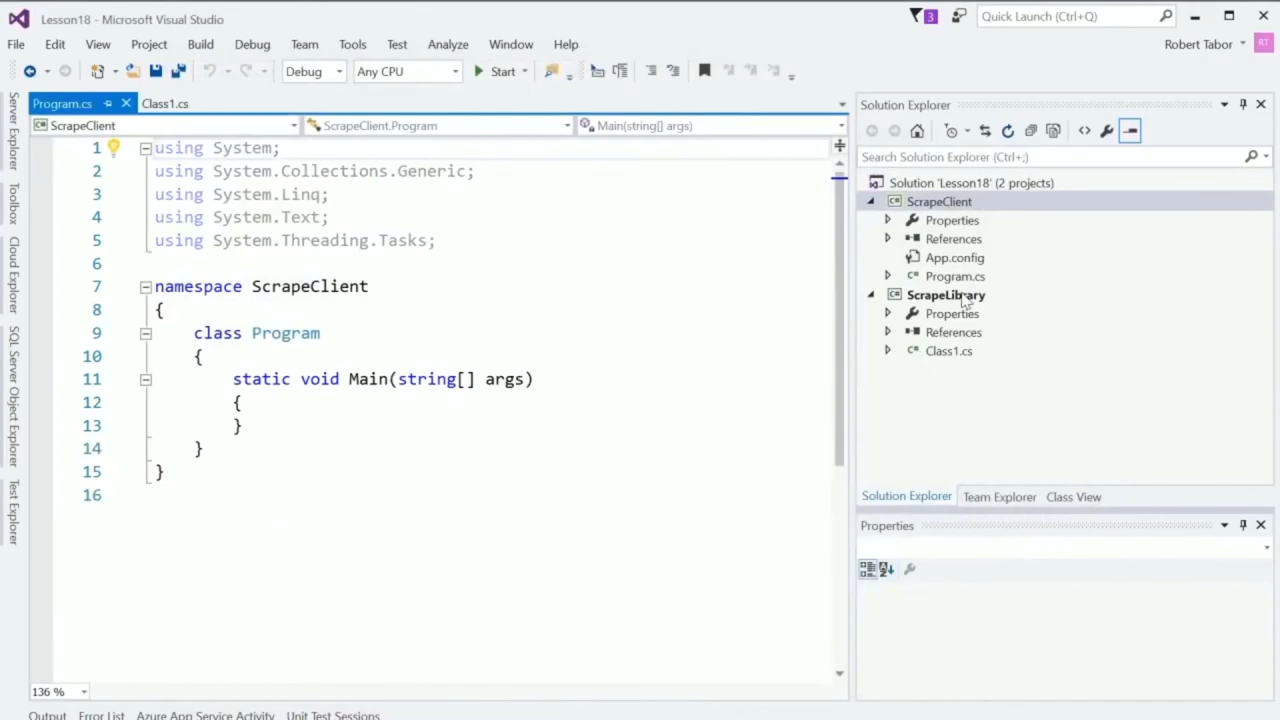 Lesson18 - Microsoft Visual Studio
3
Quick Launch (Ctrl+Q)
File Edit View Project Build Debug Team Tools Test Analyze Window Help
Robert Tabor RT
Debug Any CPU Start
Program.cs Class1.cs
ScrapeClient ScrapeClient.Program Main(string[] args)
1 using System;
2 using System.Collections.Generic;
3 using System.Linq;
4 using System.Text;
5 using System.Threading.Tasks;
6
7 namespace ScrapeClient
8 {
9 class Program
10 {
11 static void Main(string[] args)
12 {
13 }
14 }
15 }
16
136 %
Server Explorer
Toolbox
Cloud Explorer
SQL Server Object Explorer
Test Explorer
Solution Explorer
Search Solution Explorer (Ctrl+;)
Solution 'Lesson18' (2 projects)
ScrapeClient
Properties
References
App.config
Program.cs
ScrapeLibrary
Properties
References
Class1.cs
Solution Explorer Team Explorer Class View
Properties
Output Error List Azure App Service Activity Unit Test Sessions